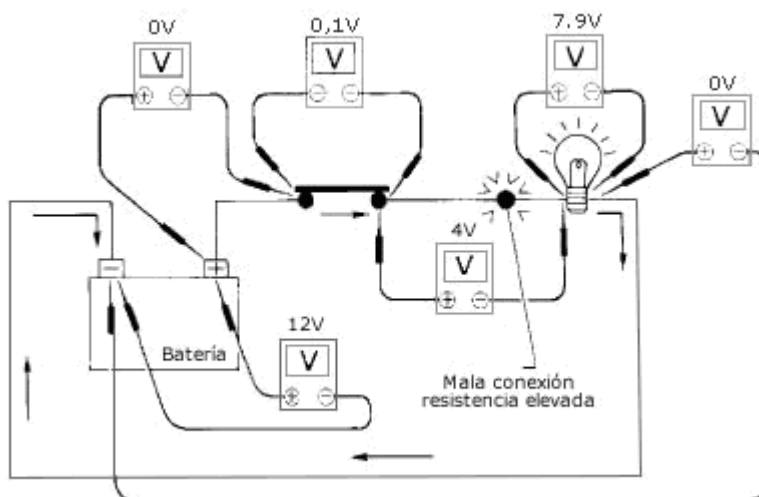 0V
0,1V
7.9V
0V
V
V
V
V
4V
V
Batería
12V
V
Mala conexión
resistencia elevada